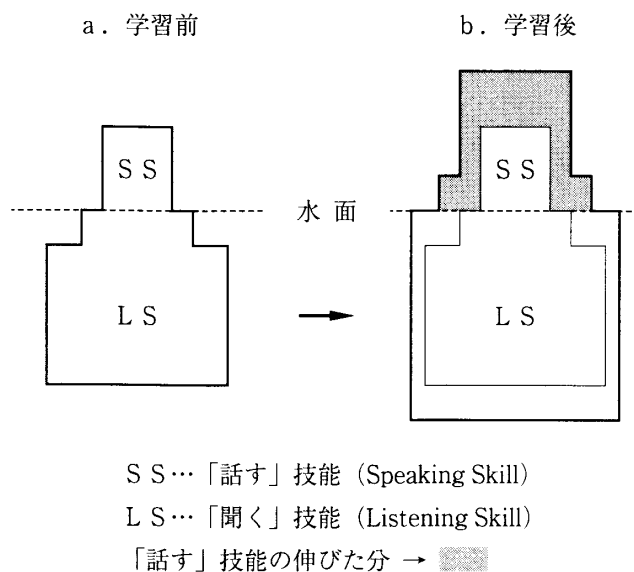 a. 学習前
b. 学習後
SS
SS
水面
LS
LS
SS…「話す」技能 (Speaking Skill)
LS…「聞く」技能 (Listening Skill)
「話す」技能の伸びた分 →